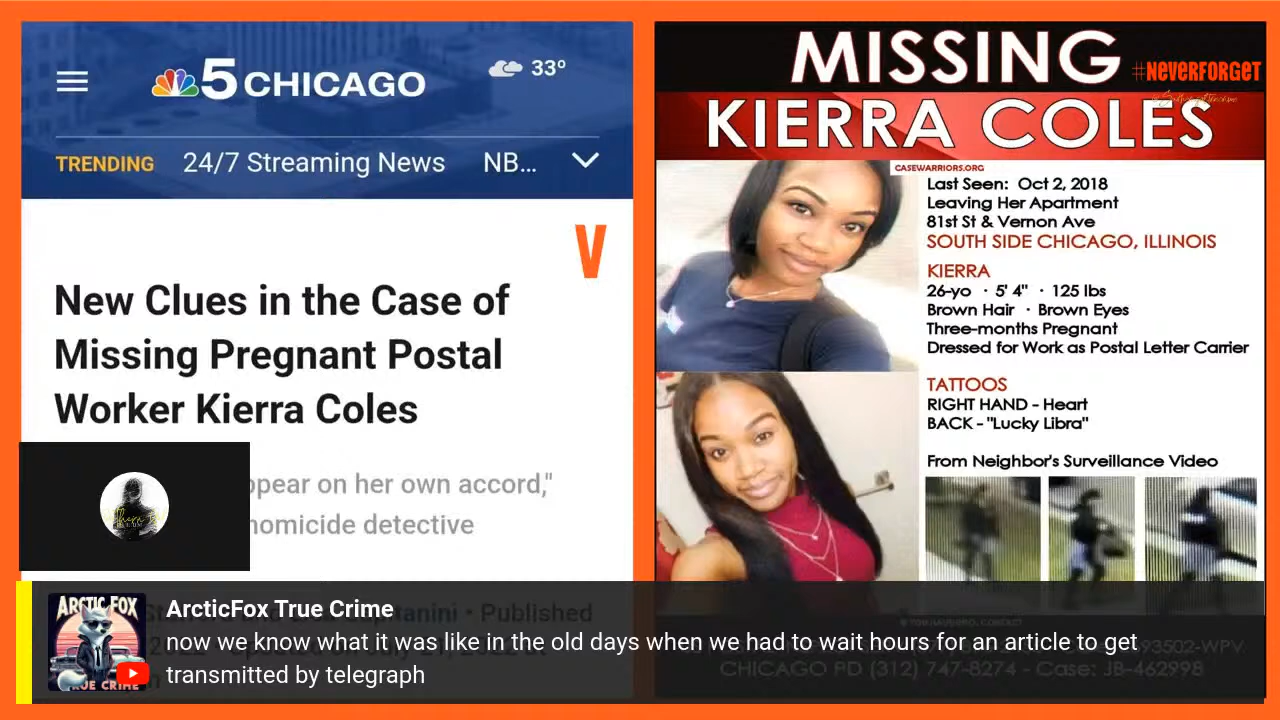 5 CHICAGO
33°
TRENDING 24/7 Streaming News NB...
V
New Clues in the Case of
Missing Pregnant Postal
Worker Kierra Coles
ppear on her own accord,"
homicide detective
Published
MISSING
#NEVERFORGET
KIERRA COLES
CASEWARRIORS.ORG
Last Seen: Oct 2, 2018
Leaving Her Apartment
81st St & Vernon Ave
SOUTH SIDE CHICAGO, ILLINOIS
KIERRA
26-yo · 5' 4" · 125 lbs
Brown Hair · Brown Eyes
Three-months Pregnant
Dressed for Work as Postal Letter Carrier
TATTOOS
RIGHT HAND - Heart
BACK - "Lucky Libra"
From Neighbor's Surveillance Video
93502-WPV
CHICAGO PD (312) 747-8274 - Case: JB-462998
ARCTIC FOX
TRUE CRIME
ArcticFox True Crime
now we know what it was like in the old days when we had to wait hours for an article to get
transmitted by telegraph